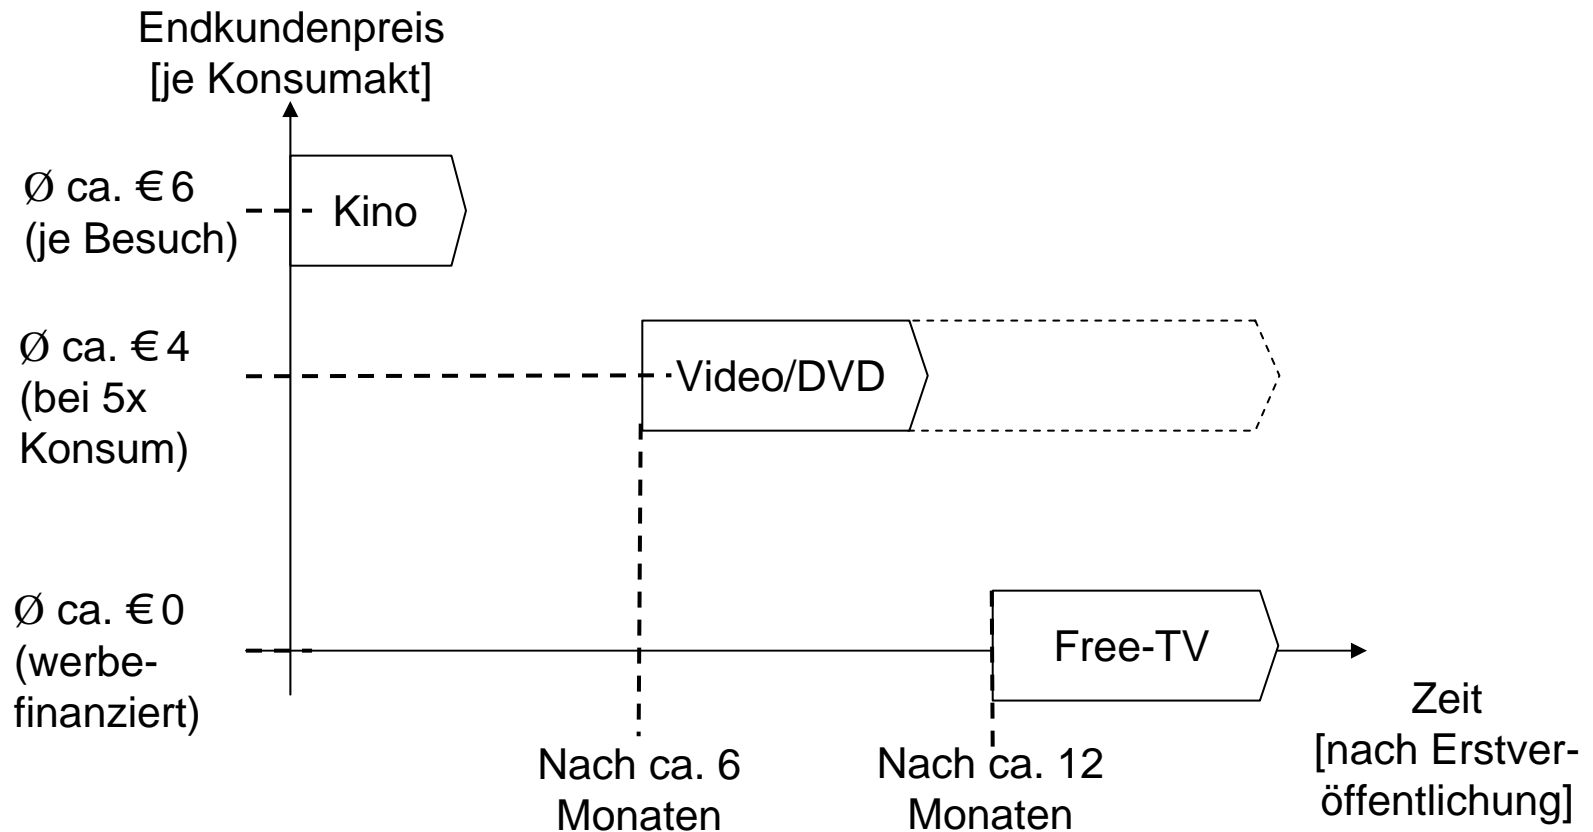 Endkundenpreis
[je Konsumakt]
Ø ca. € 6
(je Besuch)
Kino
Ø ca. € 4
(bei 5x
Konsum)
Video/DVD
Ø ca. € 0
(werbe-
finanziert)
Free-TV
Nach ca. 6
Monaten
Nach ca. 12
Monaten
Zeit
[nach Erstver-
öffentlichung]